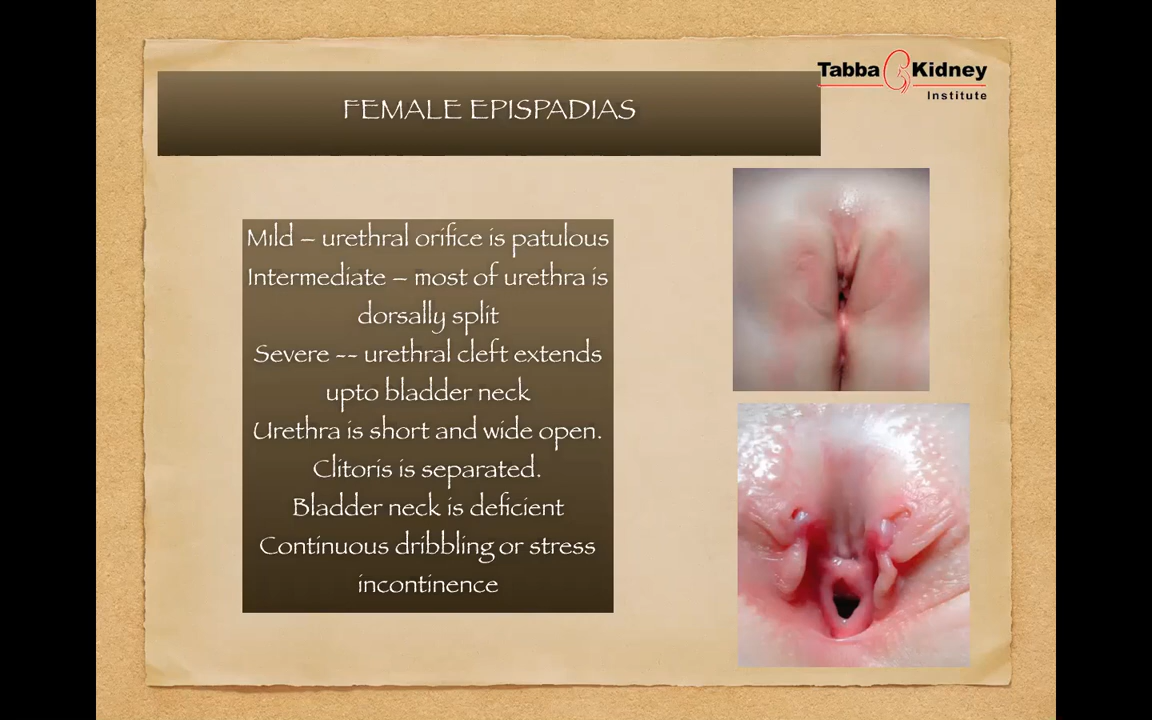 Tabba Kidney
Institute
FEMALE EPISPADIAS
Mild – urethral orifice is patulous
Intermediate – most of urethra is
dorsally split
Severe -- urethral cleft extends
upto bladder neck
Urethra is short and wide open.
Clitoris is separated.
Bladder neck is deficient
Continuous dribbling or stress
incontinence